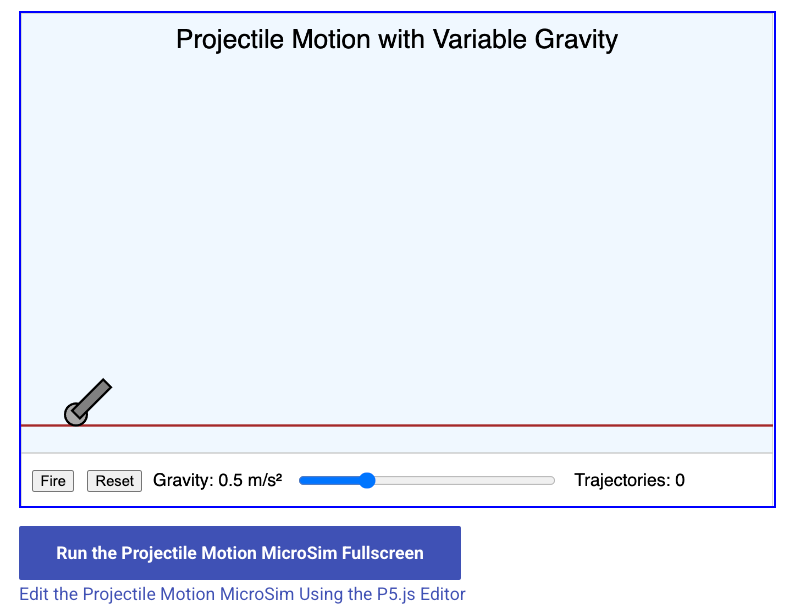 Projectile Motion with Variable Gravity
Fire Reset Gravity: 0.5 m/s² Trajectories: 0
Run the Projectile Motion MicroSim Fullscreen
Edit the Projectile Motion MicroSim Using the P5.js Editor